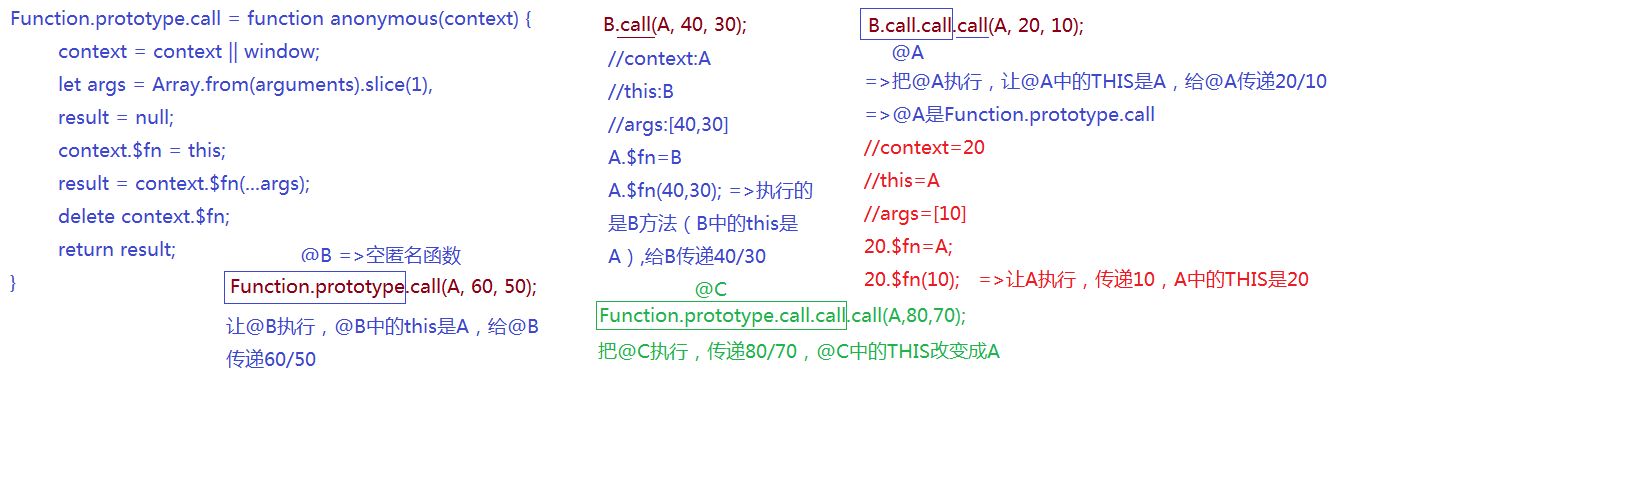 Function.prototype.call = function anonymous(context) {
context = context || window;
let args = Array.from(arguments).slice(1),
result = null;
context.$fn = this;
result = context.$fn(...args);
delete context.$fn;
return result;
}
@B =>空匿名函数
Function.prototype.call(A, 60, 50);
让@B执行，@B中的this是A，给@B
传递60/50
B.call(A, 40, 30);
//context:A
//this:B
//args:[40,30]
A.$fn=B
A.$fn(40,30); =>执行的
是B方法（B中的this是
A）,给B传递40/30
B.call.call.call(A, 20, 10);
@A
=>把@A执行，让@A中的THIS是A，给@A传递20/10
=>@A是Function.prototype.call
//context=20
//this=A
//args=[10]
20.$fn=A;
20.$fn(10); =>让A执行，传递10，A中的THIS是20
@C
Function.prototype.call.call.call(A,80,70);
把@C执行，传递80/70，@C中的THIS改变成A